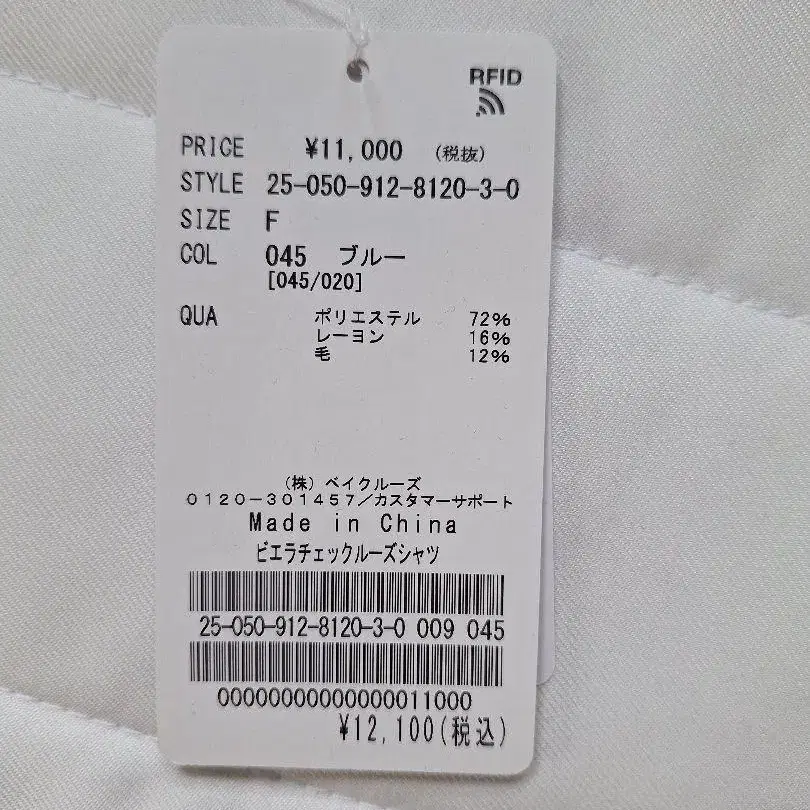 RFID
PRICE ¥11,000 (税抜)
STYLE 25-050-912-8120-3-0
SIZE F
COL 045 ブルー
[045/020]
QUA ポリエステル 72%
レーヨン 16%
毛 12%
(株)ベイクルーズ
0120-301457/カスタマーサポート
Made in China
ビエラチェックルーズシャツ
25-050-912-8120-3-0 009 045
00000000000000011000
¥12,100(税込)